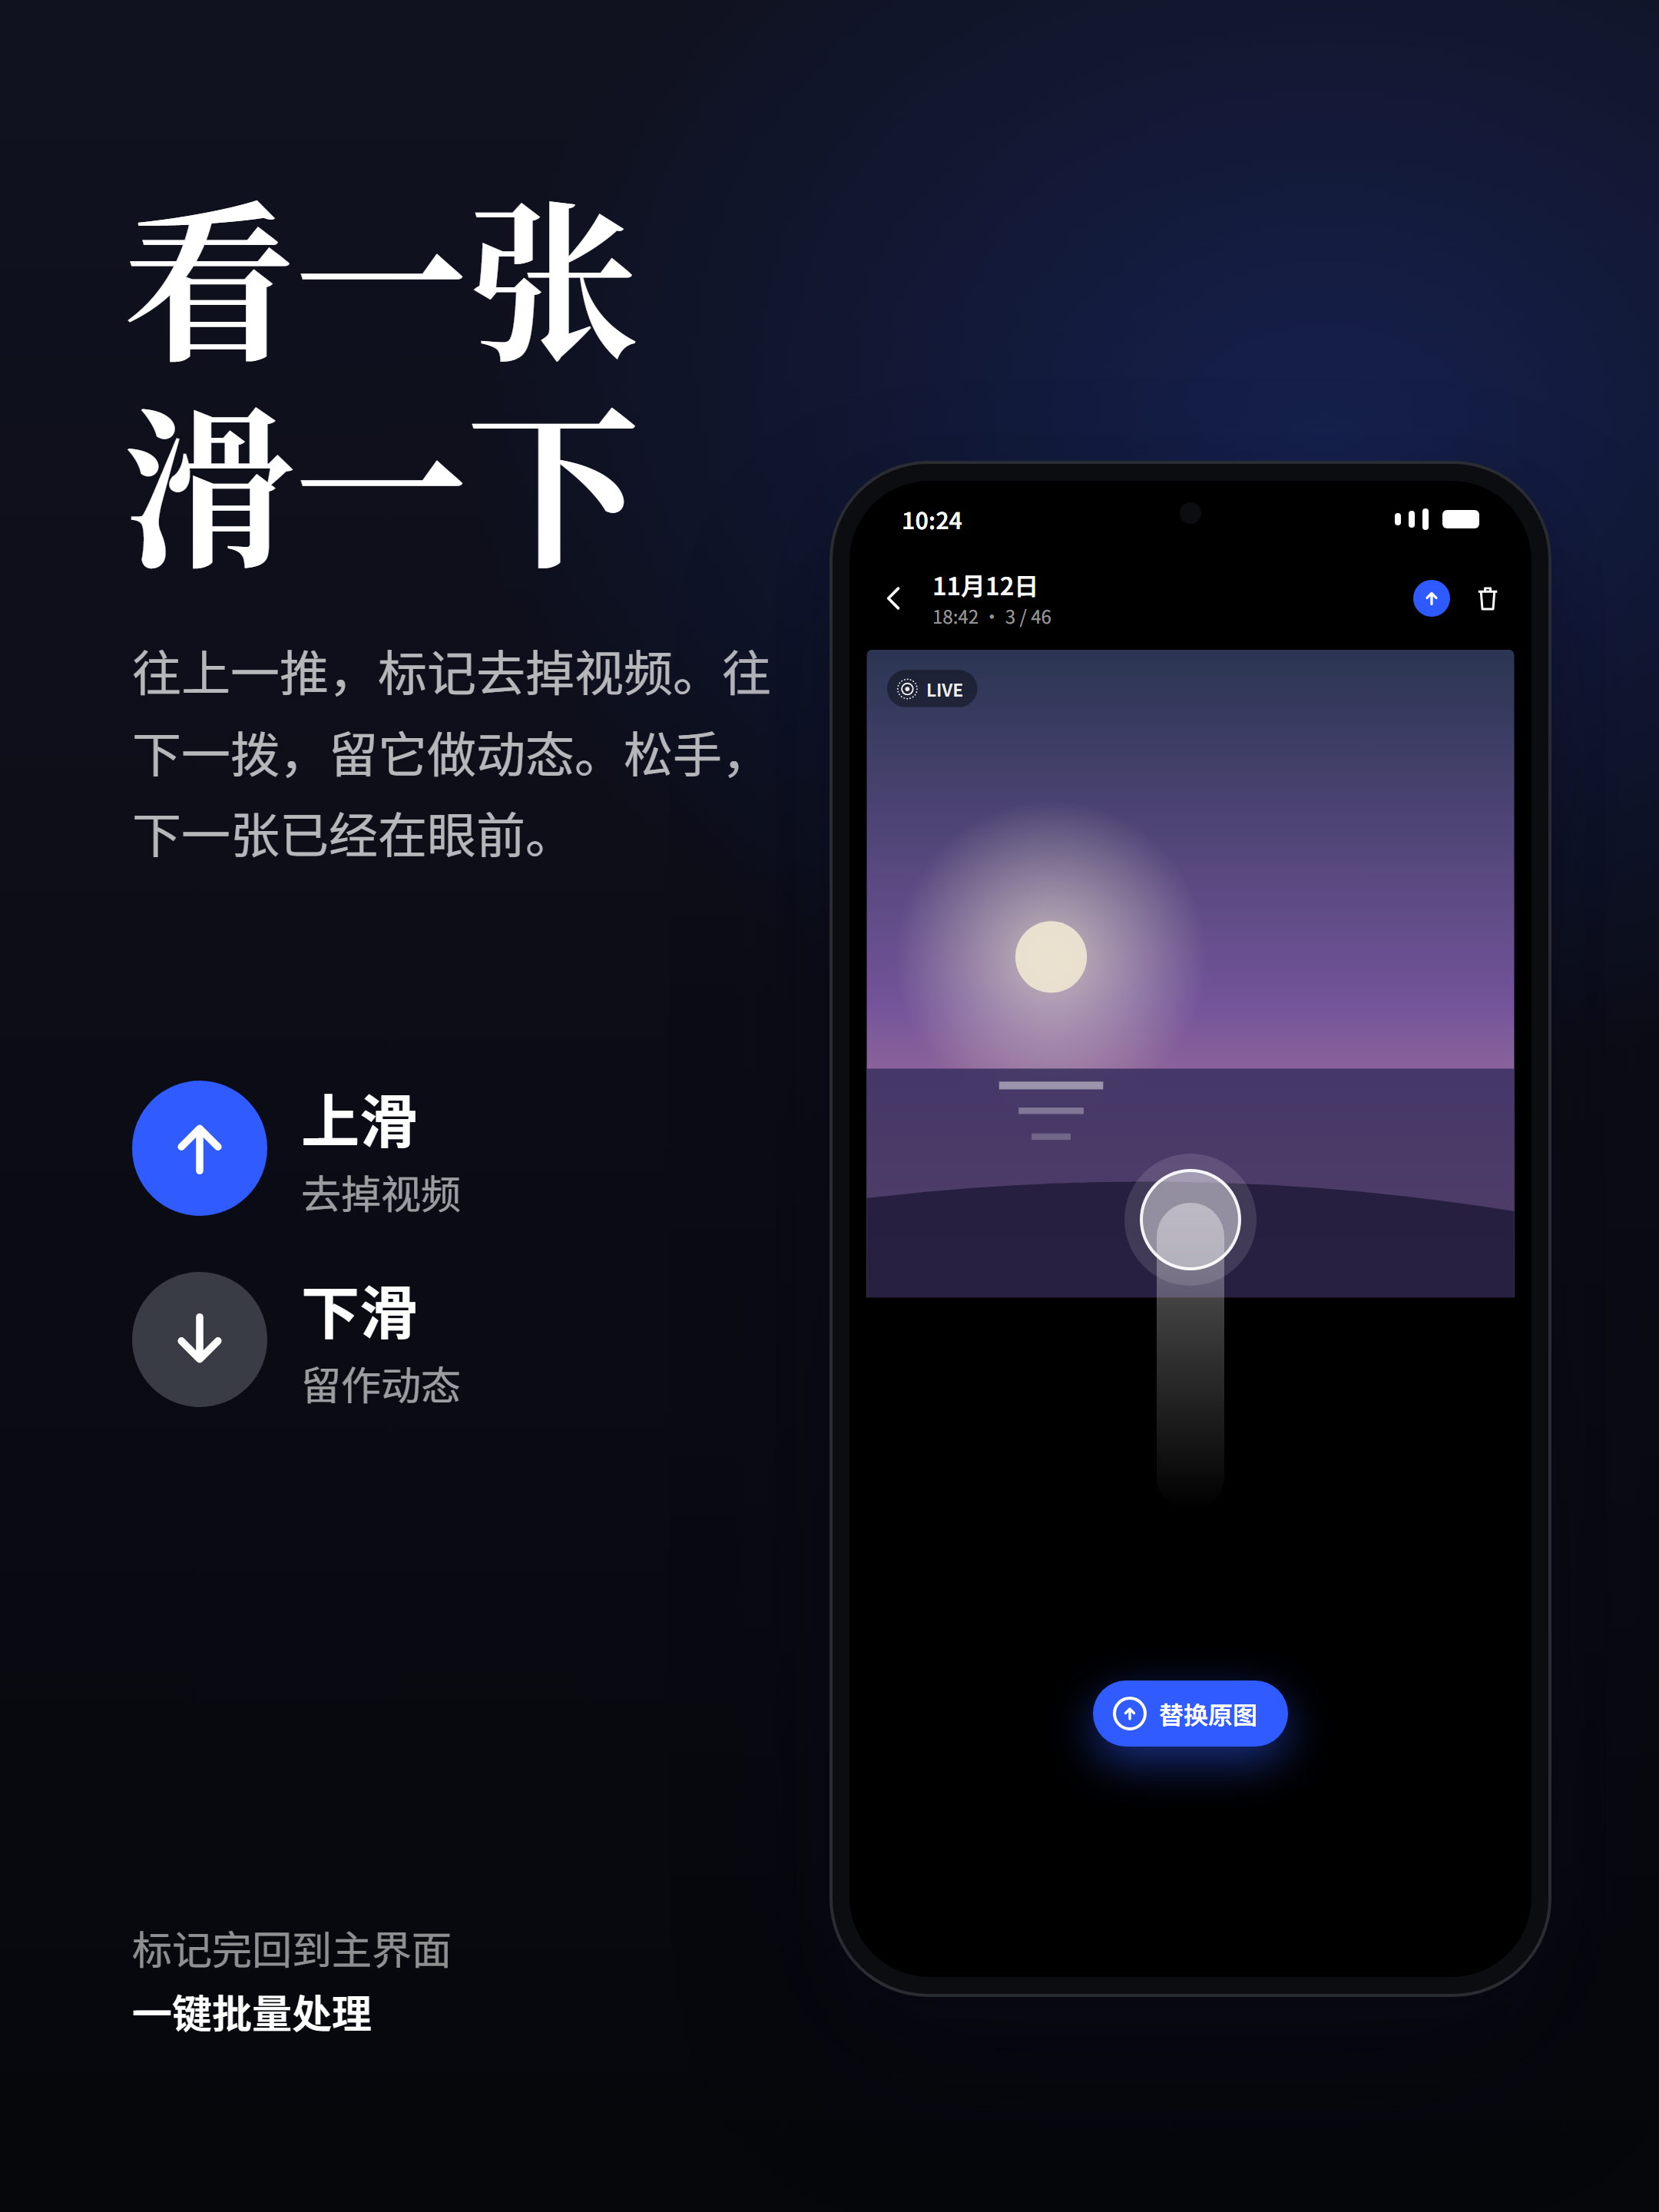 看一张
滑一下
往上一推，标记去掉视频。往
下一拨，留它做动态。松手，
下一张已经在眼前。
上滑
去掉视频
下滑
留作动态
标记完回到主界面
一键批量处理
10:24
11月12日
18:42 · 3 / 46
LIVE
替换原图